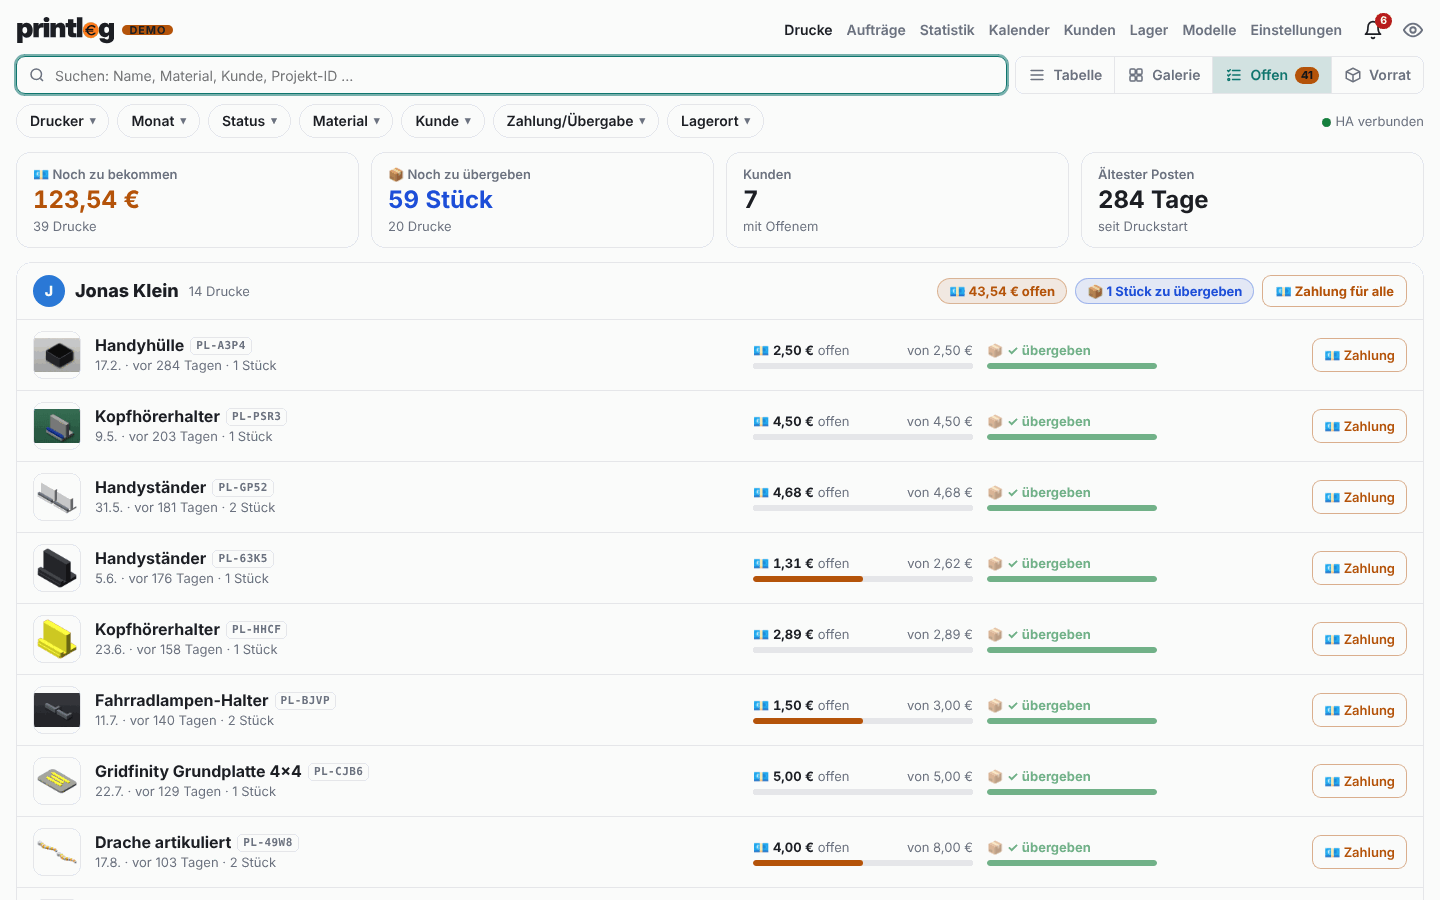 printl€g DEMO
Drucke Aufträge Statistik Kalender Kunden Lager Modelle Einstellungen 6
Suchen: Name, Material, Kunde, Projekt-ID ...
Tabelle Galerie Offen 41 Vorrat
Drucker ▾ Monat ▾ Status ▾ Material ▾ Kunde ▾ Zahlung/Übergabe ▾ Lagerort ▾
HA verbunden
Noch zu bekommen
123,54 €
39 Drucke
Noch zu übergeben
59 Stück
20 Drucke
Kunden
7
mit Offenem
Ältester Posten
284 Tage
seit Druckstart
J Jonas Klein 14 Drucke 43,54 € offen 1 Stück zu übergeben Zahlung für alle
Handyhülle PL-A3P4
17.2. · vor 284 Tagen · 1 Stück
2,50 € offen von 2,50 € ✓ übergeben Zahlung
Kopfhörerhalter PL-PSR3
9.5. · vor 203 Tagen · 1 Stück
4,50 € offen von 4,50 € ✓ übergeben Zahlung
Handyständer PL-GP52
31.5. · vor 181 Tagen · 2 Stück
4,68 € offen von 4,68 € ✓ übergeben Zahlung
Handyständer PL-63K5
5.6. · vor 176 Tagen · 1 Stück
1,31 € offen von 2,62 € ✓ übergeben Zahlung
Kopfhörerhalter PL-HHCF
23.6. · vor 158 Tagen · 1 Stück
2,89 € offen von 2,89 € ✓ übergeben Zahlung
Fahrradlampen-Halter PL-BJVP
11.7. · vor 140 Tagen · 2 Stück
1,50 € offen von 3,00 € ✓ übergeben Zahlung
Gridfinity Grundplatte 4×4 PL-CJB6
22.7. · vor 129 Tagen · 1 Stück
5,00 € offen von 5,00 € ✓ übergeben Zahlung
Drache artikuliert PL-49W8
17.8. · vor 103 Tagen · 2 Stück
4,00 € offen von 8,00 € ✓ übergeben Zahlung